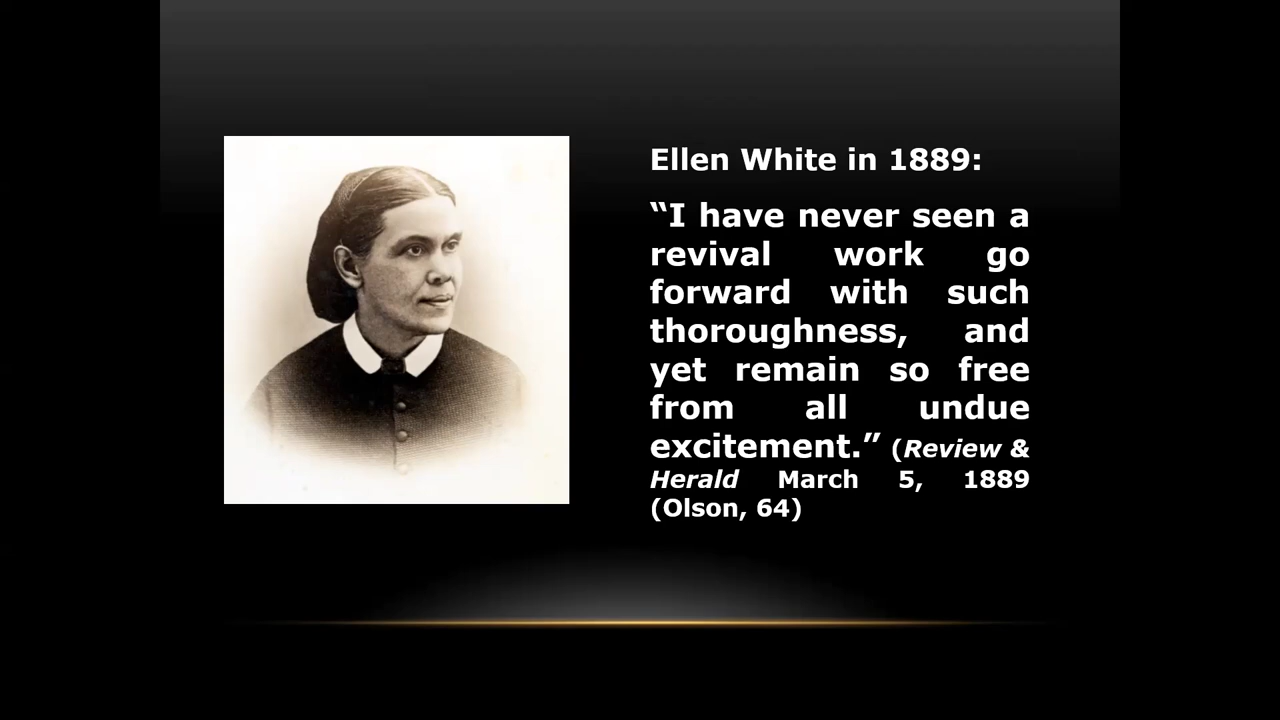 Ellen White in 1889:
“I have never seen a
revival work go
forward with such
thoroughness, and
yet remain so free
from all undue
excitement.” (Review &
Herald March 5, 1889
(Olson, 64)